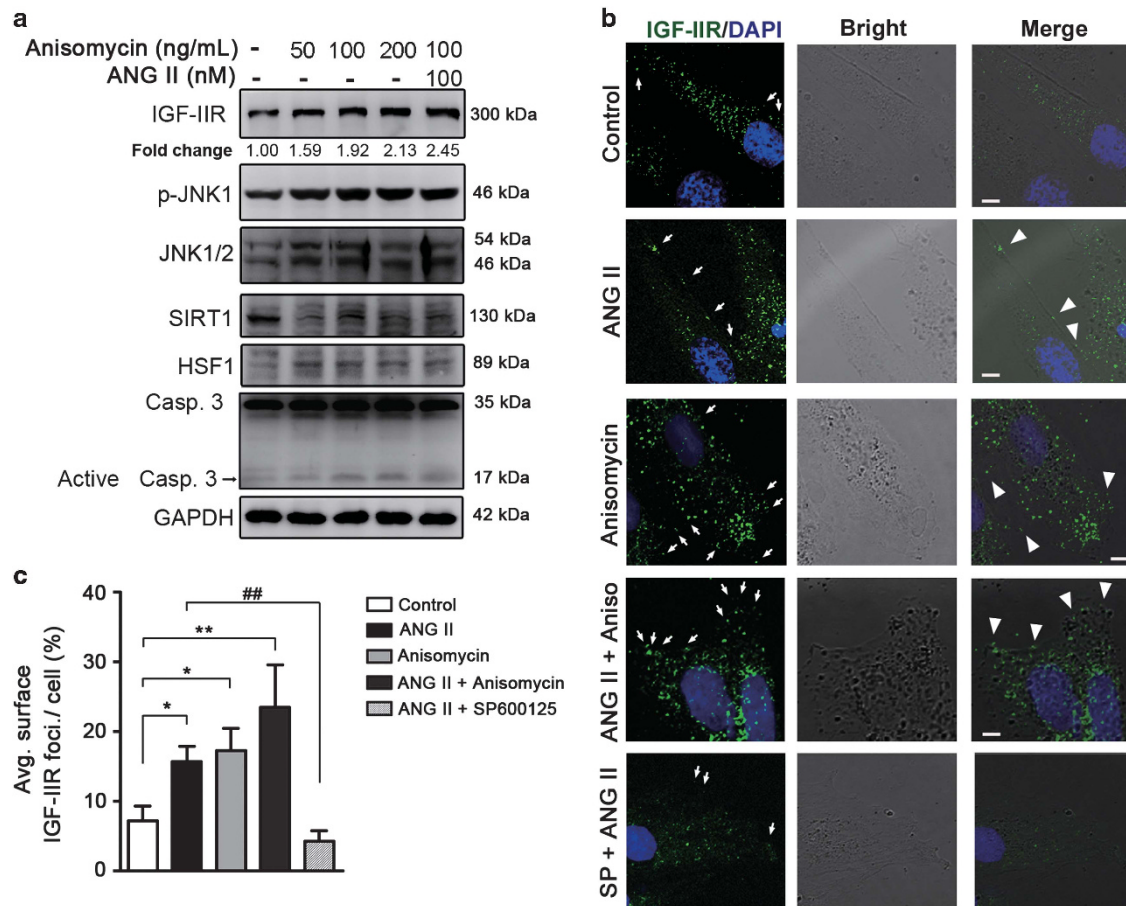 a
Anisomycin (ng/mL) - 50 100 200 100
ANG II (nM) - - - - 100
IGF-IIR 300 kDa
Fold change 1.00 1.59 1.92 2.13 2.45
p-JNK1 46 kDa
JNK1/2 54 kDa
46 kDa
SIRT1 130 kDa
HSF1 89 kDa
Casp. 3 35 kDa
Active Casp. 3 → 17 kDa
GAPDH 42 kDa
b
IGF-IIR/DAPI Bright Merge
Control
ANG II
Anisomycin
ANG II + Aniso
SP + ANG II
c
Avg. surface
IGF-IIR foci./ cell (%)
40
30
20
10
0
*
*
**
##
Control
ANG II
Anisomycin
ANG II + Anisomycin
ANG II + SP600125